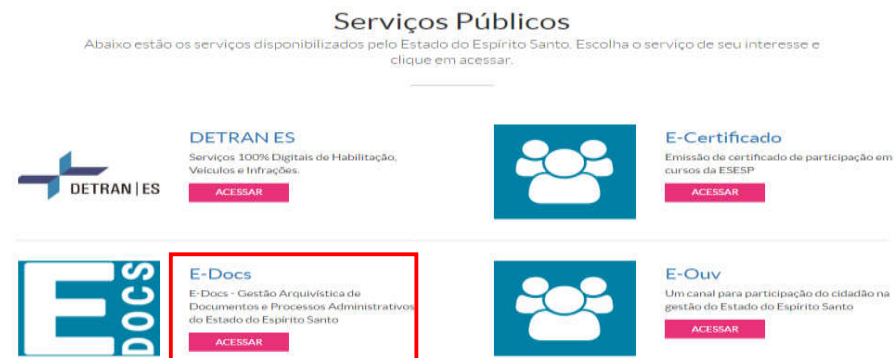 Serviços Públicos
Abaixo estão os serviços disponibilizados pelo Estado do Espírito Santo. Escolha o serviço de seu interesse e
clique em acessar.
DETRAN|ES
DETRAN ES
Serviços 100% Digitais de Habilitação,
Veículos e Infrações.
ACESSAR
E-Certificado
Emissão de certificado de participação em
cursos da ESESP
ACESSAR
E DOCS
E-Docs
E-Docs - Gestão Arquivística de
Documentos e Processos Administrativos
do Estado do Espírito Santo
ACESSAR
E-Ouv
Um canal para participação do cidadão na
gestão do Estado do Espírito Santo
ACESSAR